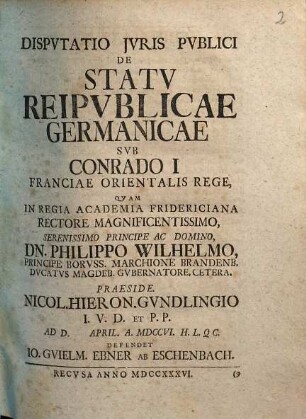 2
DISPVTATIO JVRIS PVBLICI
DE
STATV
REIPVBLICAE
GERMANICAE
SVB
CONRADO I
FRANCIAE ORIENTALIS REGE,
QVAM
IN REGIA ACADEMIA FRIDERICIANA
RECTORE MAGNIFICENTISSIMO,
SERENISSIMO PRINCIPE AC DOMINO,
DN. PHILIPPO WILHELMO,
PRINCIPE BORVSS. MARCHIONE BRANDENB.
DVCATVS MAGDEB. GVBERNATORE, CETERA.
PRAESIDE.
NICOL. HIERON. GVNDLINGIO
I. V. D. ET P. P.
AD D. APRIL. A. MDCCVI. H. L. Q C.
DEFENDET
IO. GVIELM. EBNER AB ESCHENBACH.
RECVSA ANNO MDCCXXXVI.